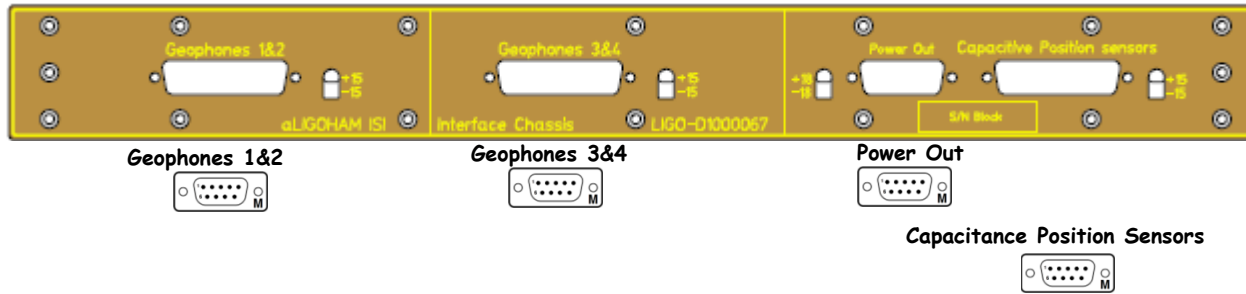 Geophones 1&2
+15
-15
aLIGOHAM ISI
Geophones 3&4
+15
-15
Interface Chassis
LIGO-D1000067
Power Out
+18
-18
Capacitive Position sensors
+15
-15
S/N Block
Geophones 1&2
M
Geophones 3&4
M
Power Out
M
Capacitance Position Sensors
M